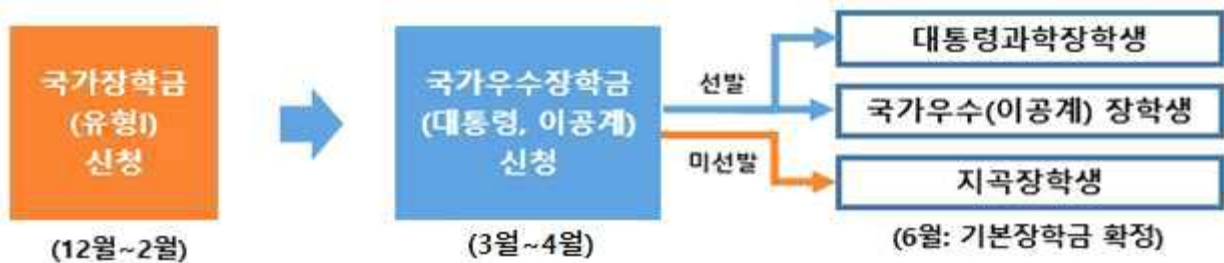 국가장학금
(유형I)
신청
(12월~2월)
국가우수장학금
(대통령, 이공계)
신청
(3월~4월)
선발
미선발
대통령과학장학생
국가우수(이공계) 장학생
지곡장학생
(6월: 기본장학금 확정)